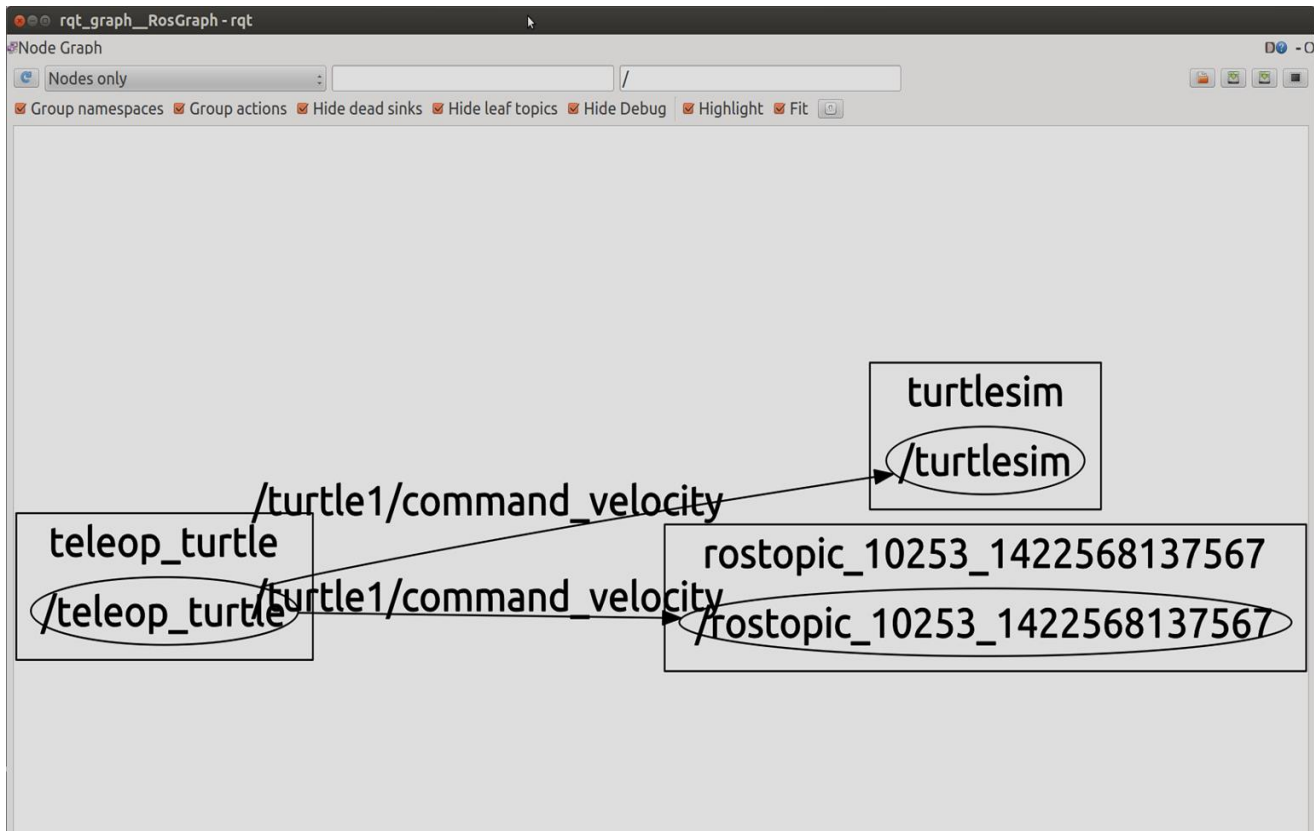 rqt_graph__RosGraph - rqt
Node Graph
D - O
Nodes only
/
Group namespaces Group actions Hide dead sinks Hide leaf topics Hide Debug Highlight Fit
turtlesim
/turtlesim
/turtle1/command_velocity
teleop_turtle
/teleop_turtle
/turtle1/command_velocity
rostopic_10253_1422568137567
/rostopic_10253_1422568137567